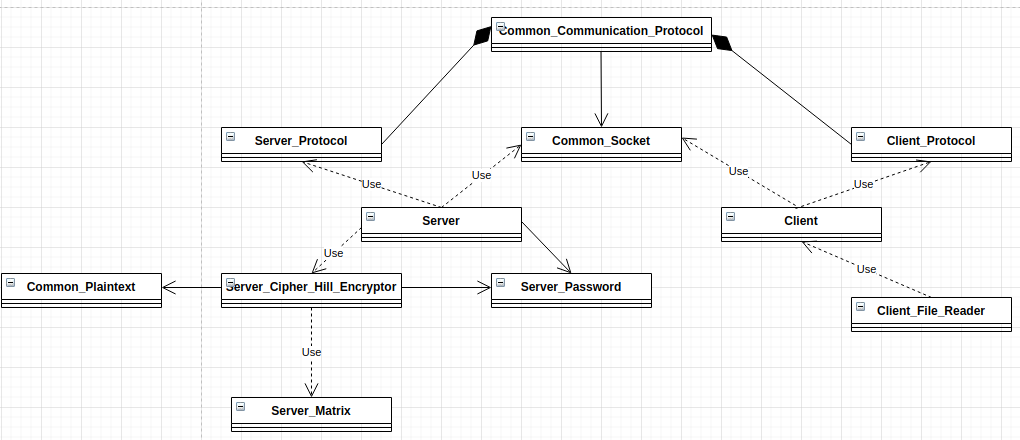 Common_Communication_Protocol
Server_Protocol
Common_Socket
Client_Protocol
Use
Use
Use
Use
Server
Client
Use
Use
Common_Plaintext
Server_Cipher_Hill_Encryptor
Server_Password
Client_File_Reader
Use
Server_Matrix